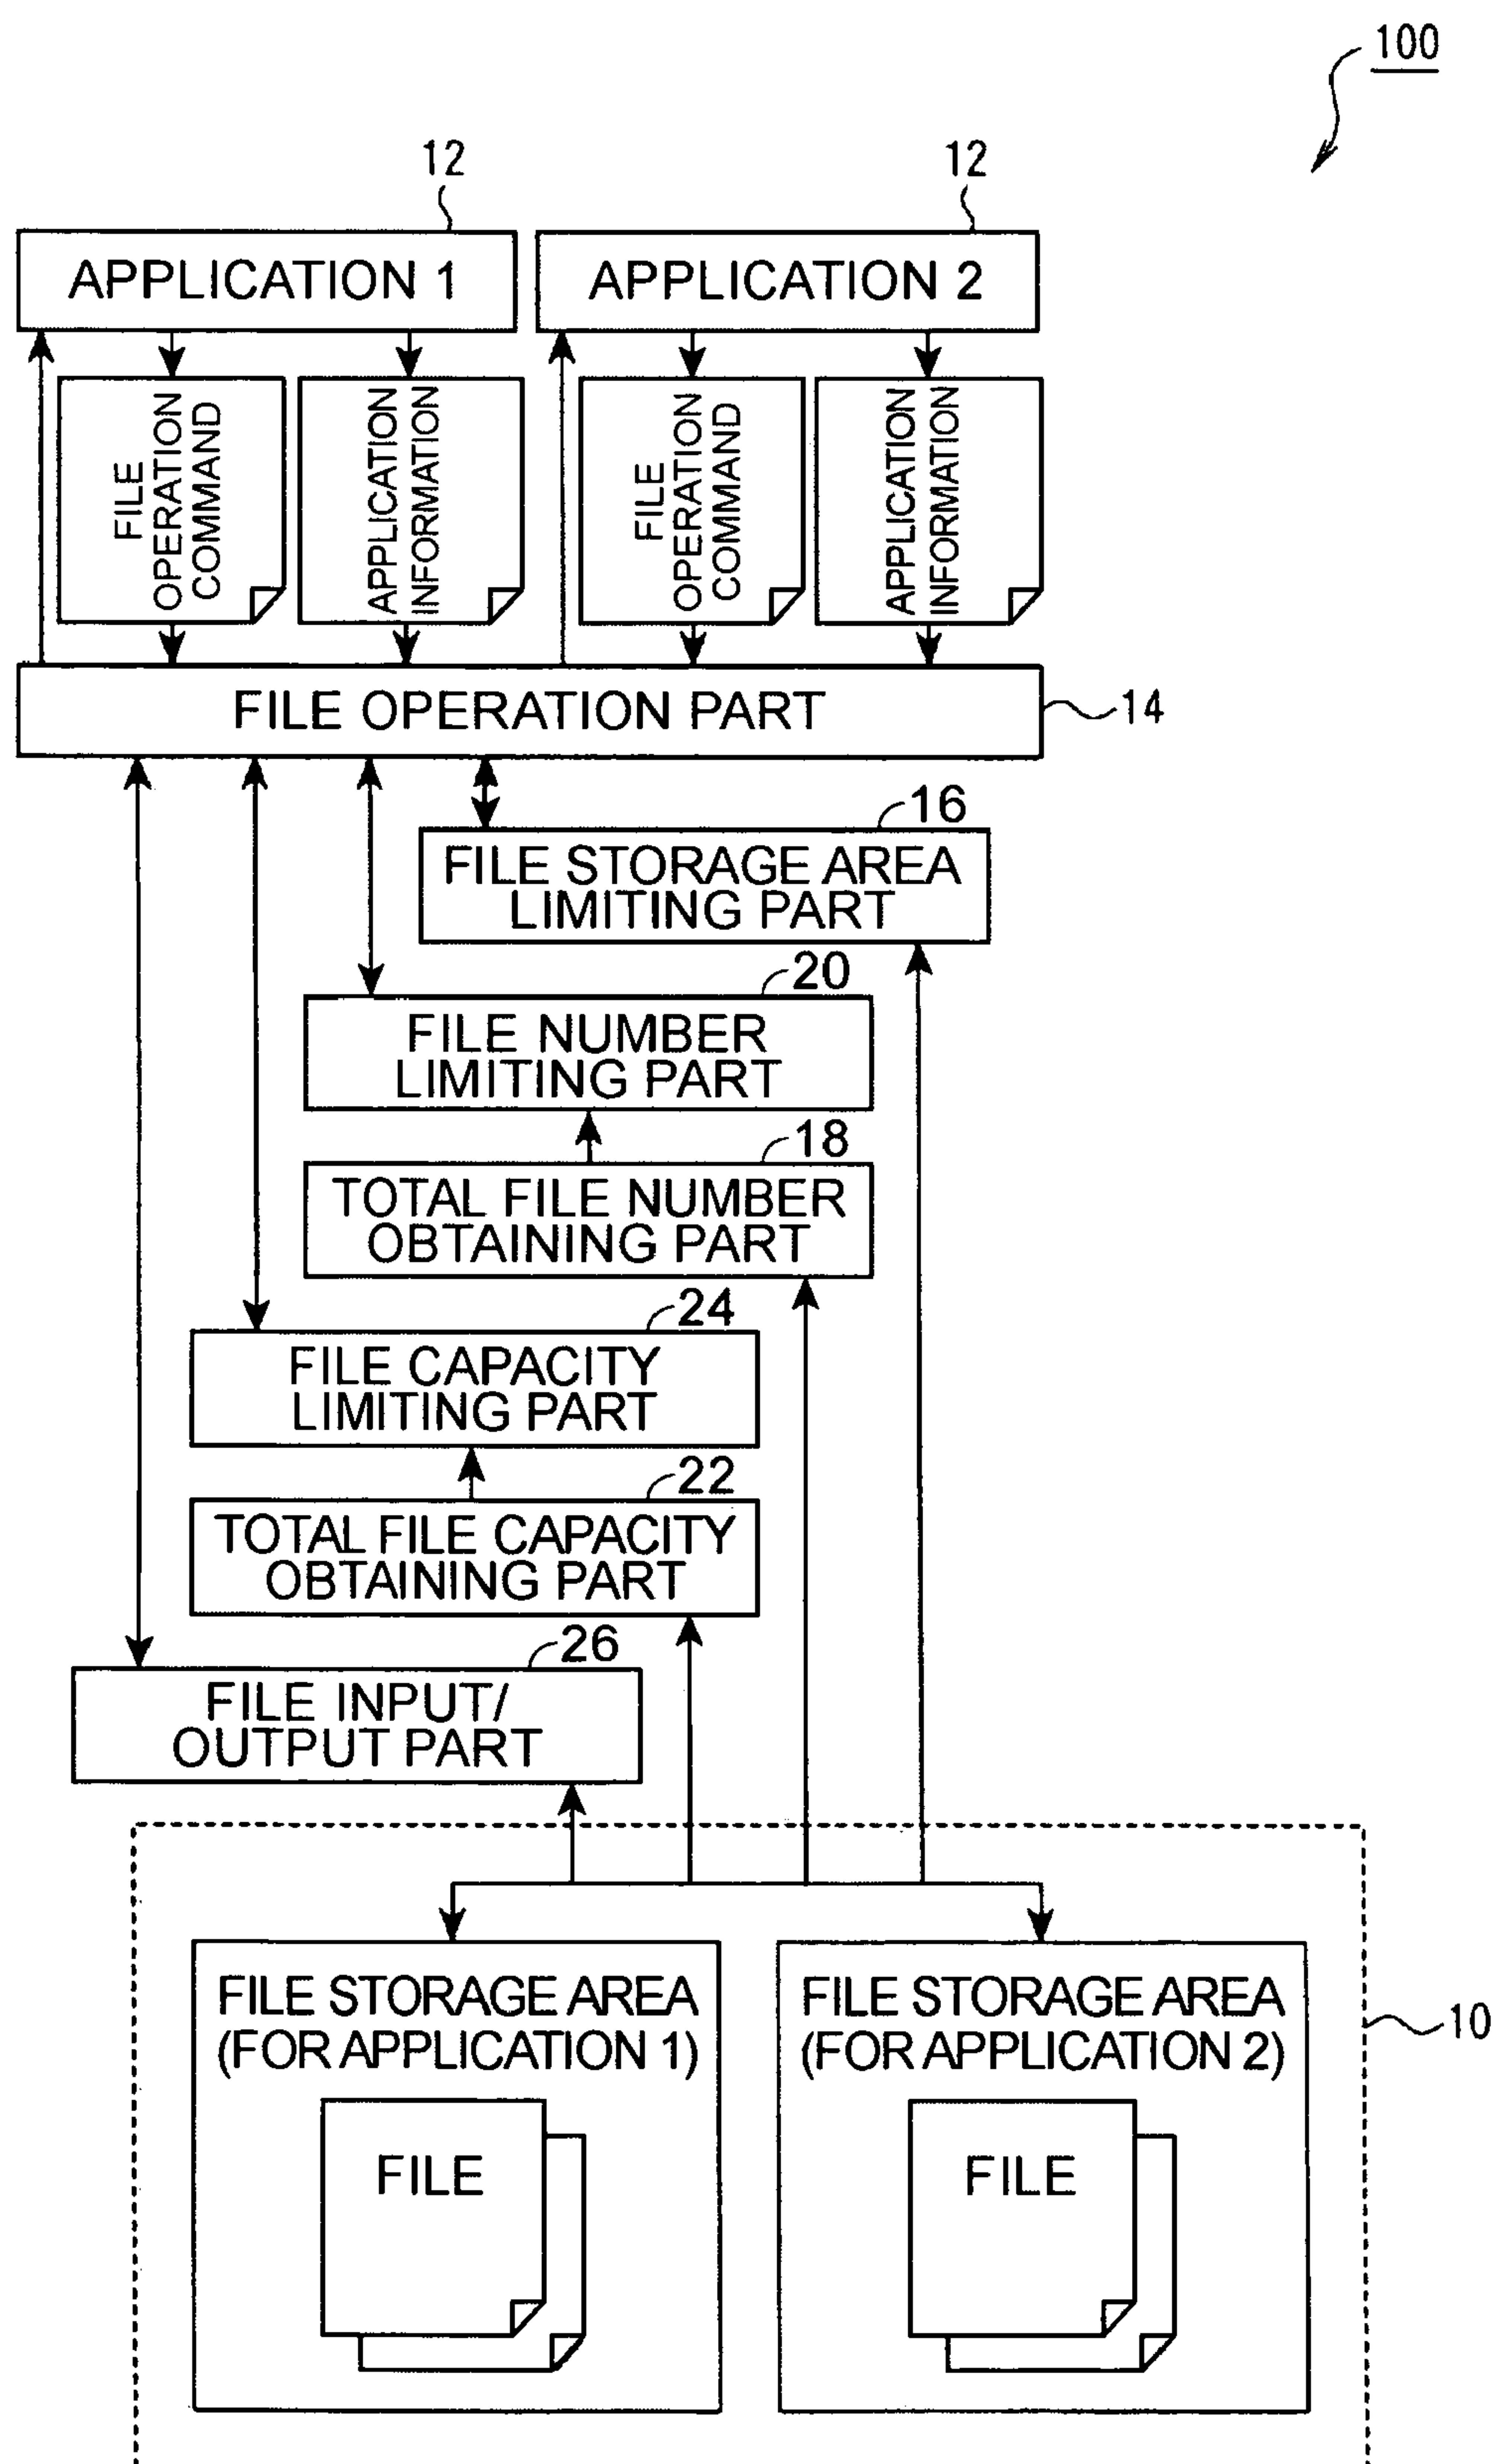 100
12
12
APPLICATION 1
APPLICATION 2
FILE
OPERATION
COMMAND
APPLICATION
INFORMATION
FILE
OPERATION
COMMAND
APPLICATION
INFORMATION
FILE OPERATION PART
14
16
FILE STORAGE AREA
LIMITING PART
20
FILE NUMBER
LIMITING PART
18
TOTAL FILE NUMBER
OBTAINING PART
24
FILE CAPACITY
LIMITING PART
22
TOTAL FILE CAPACITY
OBTAINING PART
26
FILE INPUT/
OUTPUT PART
FILE STORAGE AREA
(FOR APPLICATION 1)
FILE
FILE STORAGE AREA
(FOR APPLICATION 2)
FILE
10